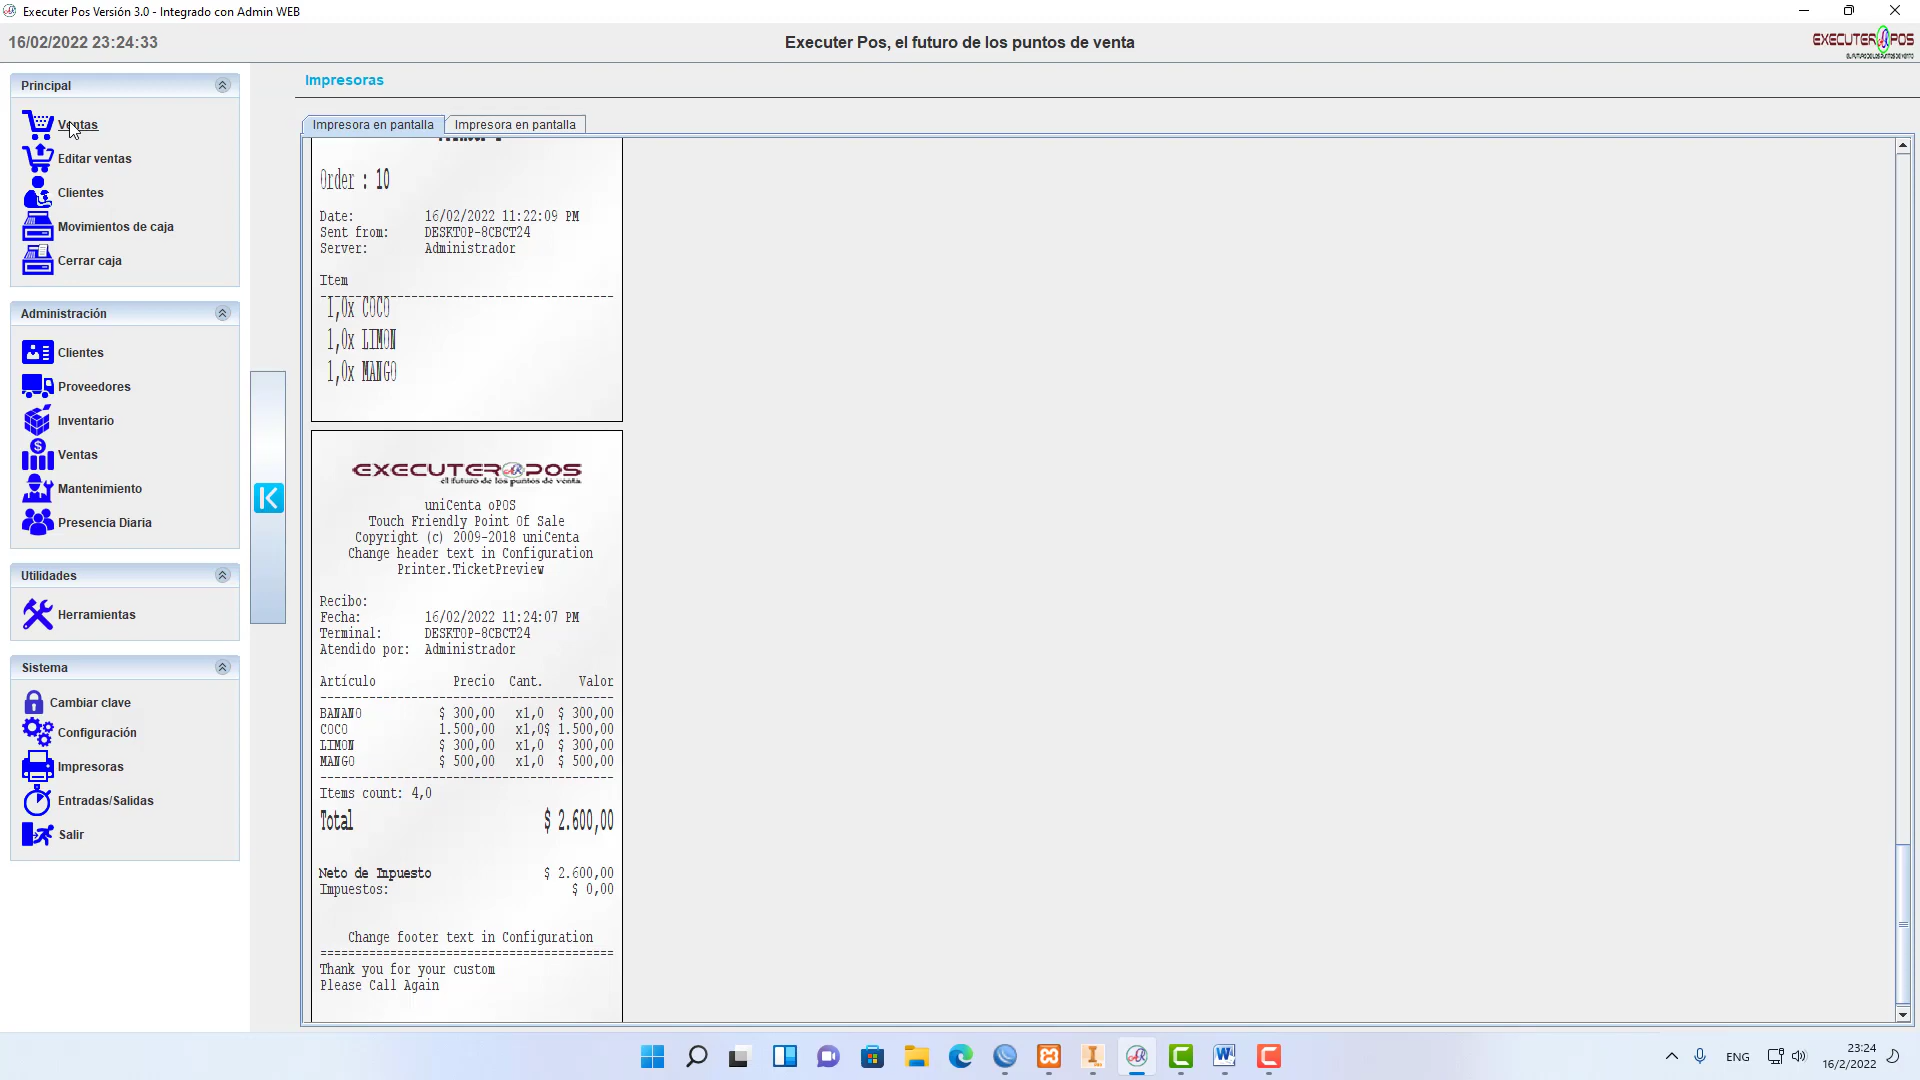 Executer Pos Versión 3.0 - Integrado con Admin WEB
16/02/2022 23:24:33
Executer Pos, el futuro de los puntos de venta
EXECUTER POS
Principal
Ventas
Editar ventas
Clientes
Movimientos de caja
Cerrar caja
Administración
Clientes
Proveedores
Inventario
Ventas
Mantenimiento
Presencia Diaria
Utilidades
Herramientas
Sistema
Cambiar clave
Configuración
Impresoras
Entradas/Salidas
Salir
Impresoras
Impresora en pantalla
Impresora en pantalla
Order : 10
Date: 16/02/2022 11:22:09 PM
Sent from: DESKTOP-8CBCT24
Server: Administrador
Item
1,0x COCO
1,0x LIMON
1,0x MANGO
EXECUTER POS
el futuro de los puntos de venta.
uniCenta oPOS
Touch Friendly Point Of Sale
Copyright (c) 2009-2018 uniCenta
Change header text in Configuration
Printer.TicketPreview
Recibo:
Fecha: 16/02/2022 11:24:07 PM
Terminal: DESKTOP-8CBCT24
Atendido por: Administrador
Artículo Precio Cant. Valor
BANANO $ 300,00 x1,0 $ 300,00
COCO 1.500,00 x1,0$ 1.500,00
LIMON $ 300,00 x1,0 $ 300,00
MANGO $ 500,00 x1,0 $ 500,00
Items count: 4,0
Total $ 2.600,00
Neto de Impuesto $ 2.600,00
Impuestos: $ 0,00
Change footer text in Configuration
Thank you for your custom
Please Call Again
ENG
23:24
16/2/2022